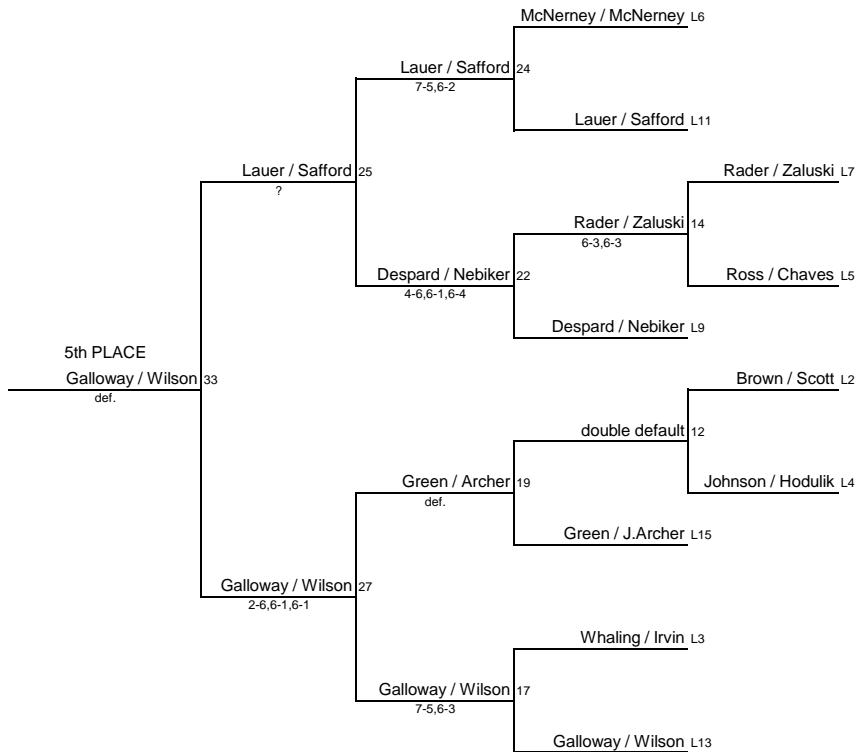 McNerney / McNerney L6
Lauer / Safford 24
7-5,6-2
Lauer / Safford L11
Lauer / Safford 25
?
Rader / Zaluski L7
Rader / Zaluski 14
6-3,6-3
Despard / Nebiker 22
4-6,6-1,6-4
Ross / Chaves L5
Despard / Nebiker L9
5th PLACE
Galloway / Wilson 33
def.
Brown / Scott L2
double default 12
Green / Archer 19
def.
Johnson / Hodulik L4
Green / J.Archer L15
Galloway / Wilson 27
2-6,6-1,6-1
Whaling / Irvin L3
Galloway / Wilson 17
7-5,6-3
Galloway / Wilson L13